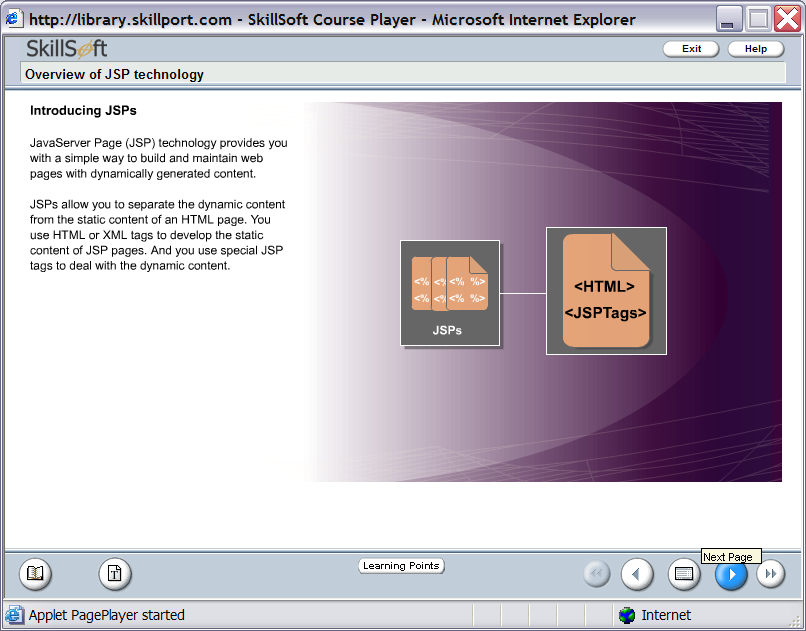 http://library.skillport.com - SkillSoft Course Player - Microsoft Internet Explorer
SkillSoft
Exit
Help
Overview of JSP technology
Introducing JSPs
JavaServer Page (JSP) technology provides you
with a simple way to build and maintain web
pages with dynamically generated content.
JSPs allow you to separate the dynamic content
from the static content of an HTML page. You
use HTML or XML tags to develop the static
content of JSP pages. And you use special JSP
tags to deal with the dynamic content.
<% <% <% %>
<% <% <% %>
JSPs
<HTML>
<JSPTags>
Learning Points
Next Page
T
Applet PagePlayer started
Internet